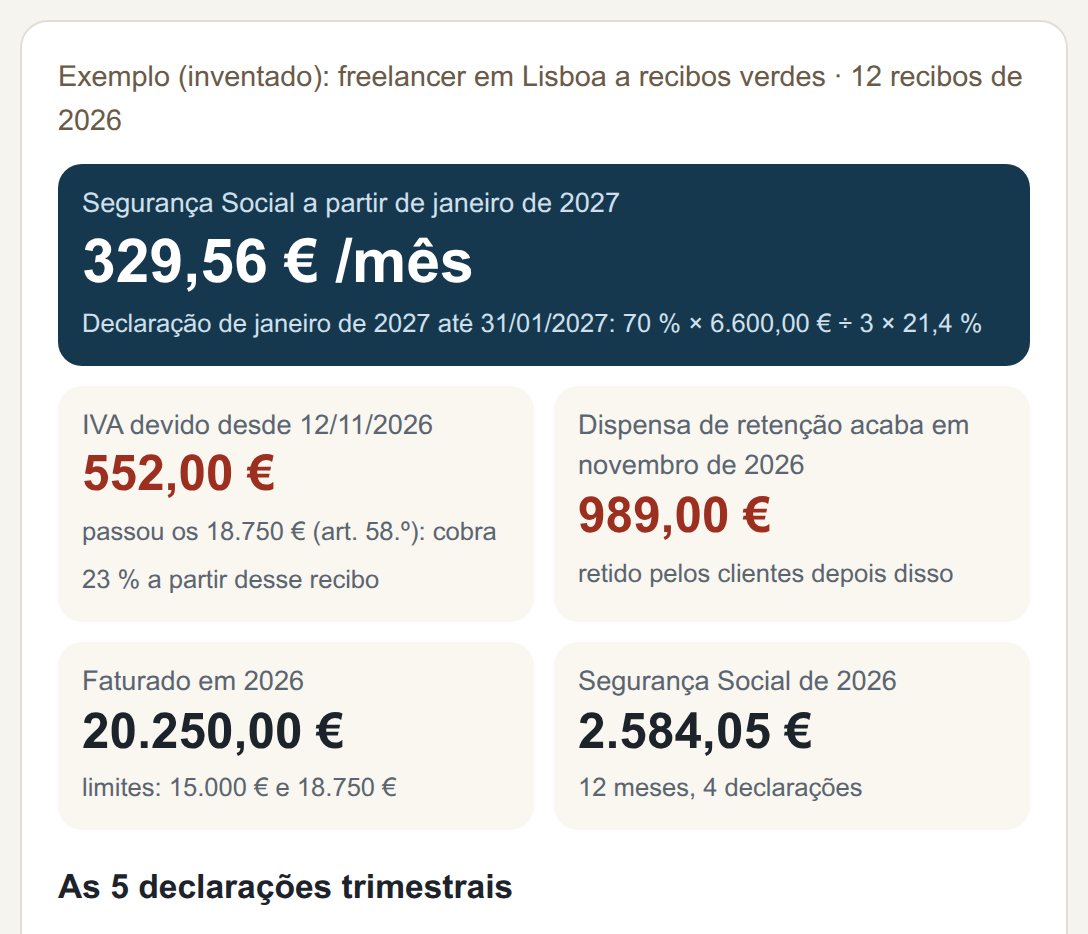 Exemplo (inventado): freelancer em Lisboa a recibos verdes · 12 recibos de
2026
Segurança Social a partir de janeiro de 2027
329,56 € /mês
Declaração de janeiro de 2027 até 31/01/2027: 70 % × 6.600,00 € ÷ 3 × 21,4 %
IVA devido desde 12/11/2026
552,00 €
passou os 18.750 € (art. 58.º): cobra
23 % a partir desse recibo
Dispensa de retenção acaba em
novembro de 2026
989,00 €
retido pelos clientes depois disso
Faturado em 2026
20.250,00 €
limites: 15.000 € e 18.750 €
Segurança Social de 2026
2.584,05 €
12 meses, 4 declarações
As 5 declarações trimestrais